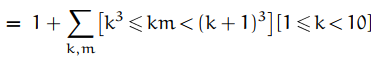 = 1 + ∑ₖ,ₘ [k³ ⩽ km < (k + 1)³] [1 ⩽ k < 10]